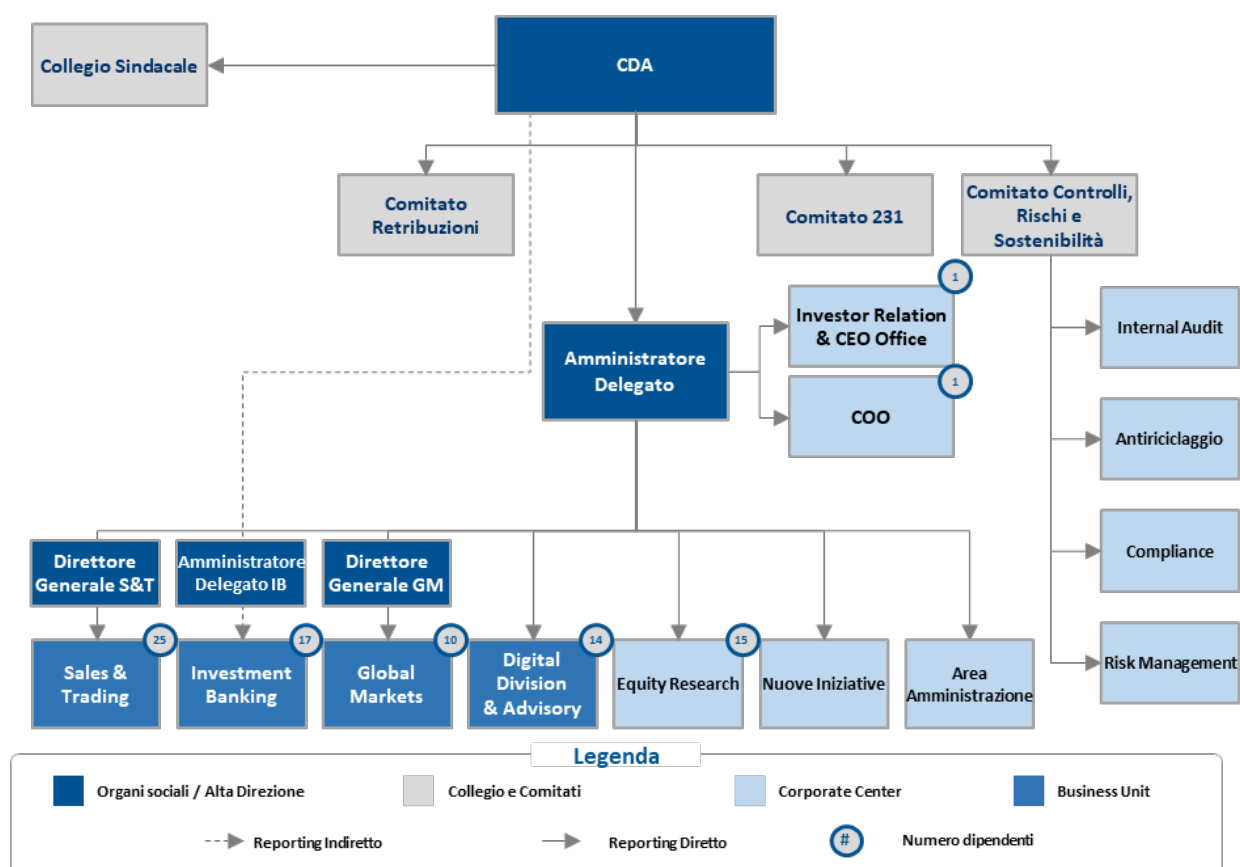 CDA
Collegio Sindacale
Comitato
Retribuzioni
Comitato 231
Comitato Controlli,
Rischi e
Sostenibilità
1
Investor Relation
& CEO Office
Internal Audit
Amministratore
Delegato
1
COO
Antiriciclaggio
Compliance
Direttore
Generale S&T
Amministratore
Delegato IB
Direttore
Generale GM
25
Sales &
Trading
17
Investment
Banking
10
Global
Markets
14
Digital
Division
& Advisory
15
Equity Research
Nuove Iniziative
Area
Amministrazione
Risk Management
Legenda
Organi sociali / Alta Direzione
Collegio e Comitati
Corporate Center
Business Unit
Reporting Indiretto
Reporting Diretto
#
Numero dipendenti